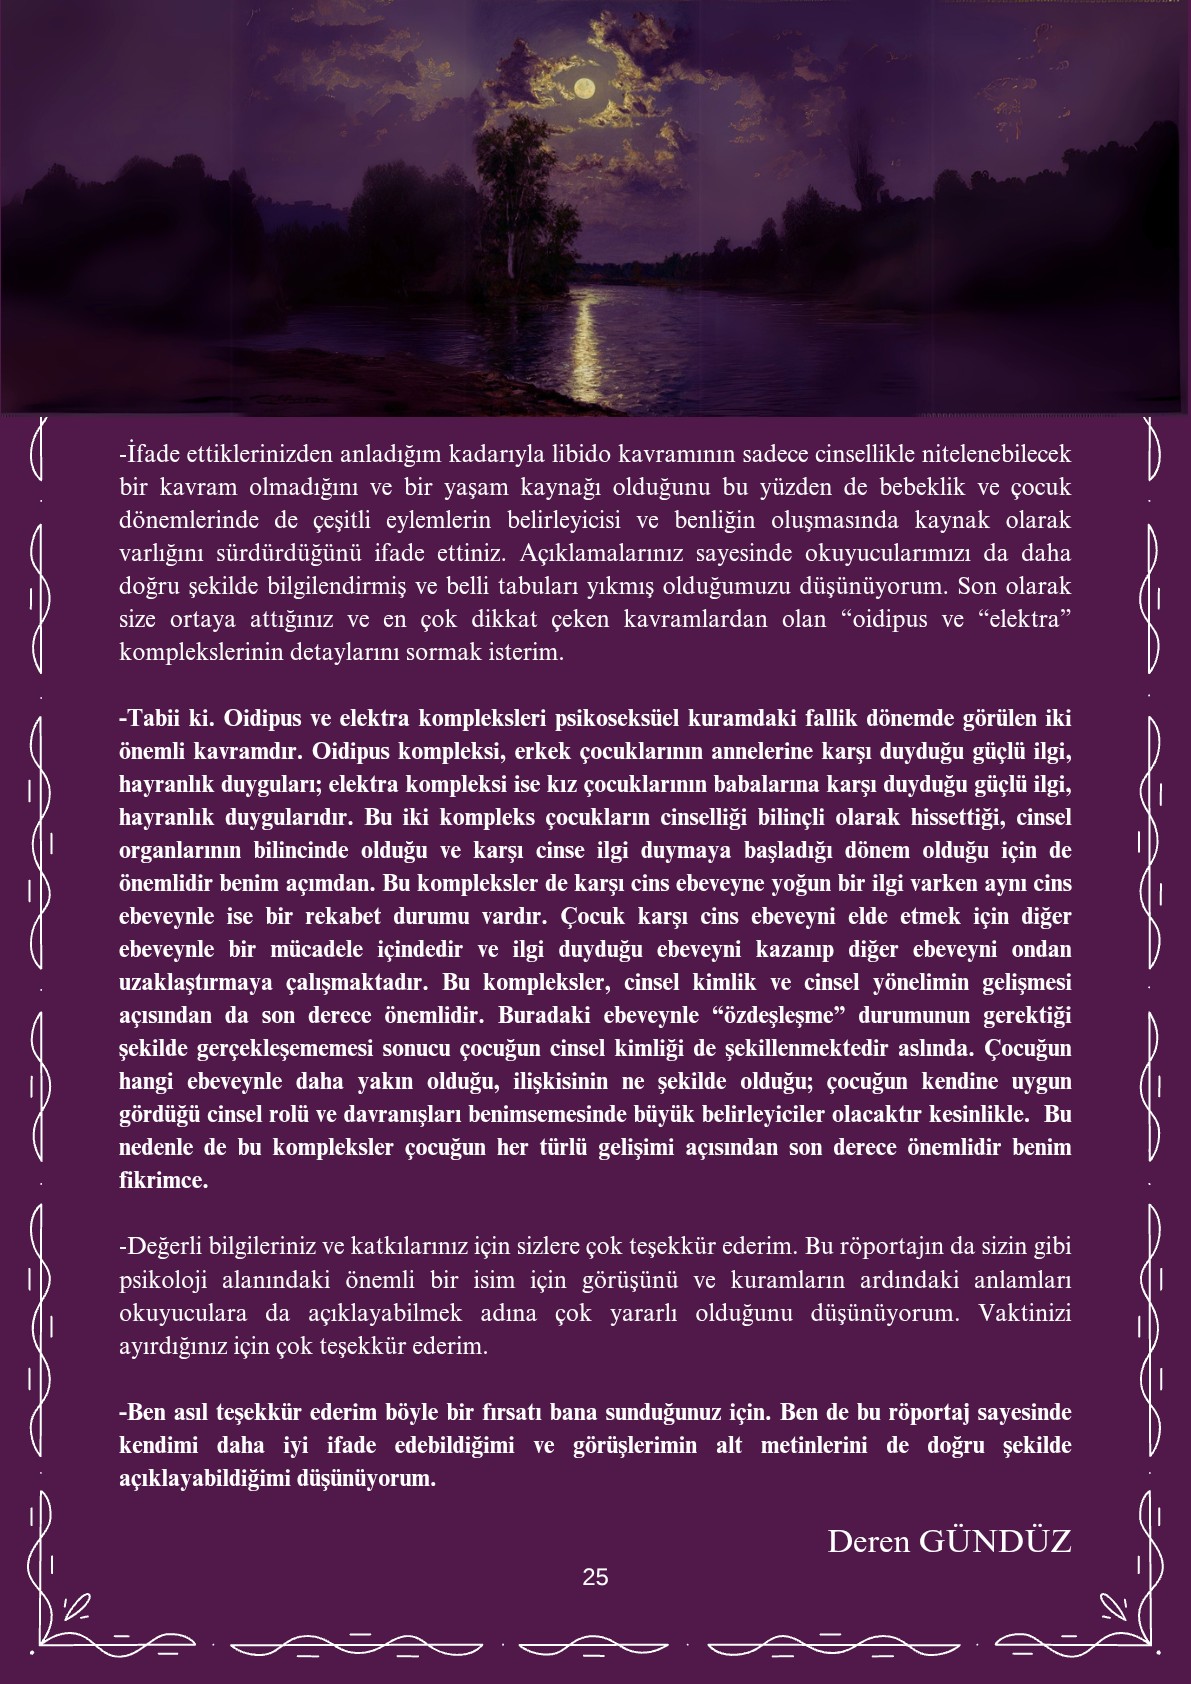 -İfade ettiklerinizden anladığım kadarıyla libido kavramının sadece cinsellikle nitelenebilecek
bir kavram olmadığını ve bir yaşam kaynağı olduğunu bu yüzden de bebeklik ve çocuk
dönemlerinde de çeşitli eylemlerin belirleyicisi ve benliğin oluşmasında kaynak olarak
varlığını sürdürdüğünü ifade ettiniz. Açıklamalarınız sayesinde okuyucularımızı da daha
doğru şekilde bilgilendirmiş ve belli tabuları yıkmış olduğumuzu düşünüyorum. Son olarak
size ortaya attığınız ve en çok dikkat çeken kavramlardan olan “oidipus ve “elektra”
komplekslerinin detaylarını sormak isterim.
-Tabii ki. Oidipus ve elektra kompleksleri psikoseksüel kuramdaki fallik dönemde görülen iki
önemli kavramdır. Oidipus kompleksi, erkek çocuklarının annelerine karşı duyduğu güçlü ilgi,
hayranlık duyguları; elektra kompleksi ise kız çocuklarının babalarına karşı duyduğu güçlü ilgi,
hayranlık duygularıdır. Bu iki kompleks çocukların cinselliği bilinçli olarak hissettiği, cinsel
organlarının bilincinde olduğu ve karşı cinse ilgi duymaya başladığı dönem olduğu için de
önemlidir benim açımdan. Bu kompleksler de karşı cins ebeveyne yoğun bir ilgi varken aynı cins
ebeveynle ise bir rekabet durumu vardır. Çocuk karşı cins ebeveyni elde etmek için diğer
ebeveynle bir mücadele içindedir ve ilgi duyduğu ebeveyni kazanıp diğer ebeveyni ondan
uzaklaştırmaya çalışmaktadır. Bu kompleksler, cinsel kimlik ve cinsel yönelimin gelişmesi
açısından da son derece önemlidir. Buradaki ebeveynle “özdeşleşme” durumunun gerektiği
şekilde gerçekleşememesi sonucu çocuğun cinsel kimliği de şekillenmektedir aslında. Çocuğun
hangi ebeveynle daha yakın olduğu, ilişkisinin ne şekilde olduğu; çocuğun kendine uygun
gördüğü cinsel rolü ve davranışları benimsemesinde büyük belirleyiciler olacaktır kesinlikle. Bu
nedenle de bu kompleksler çocuğun her türlü gelişimi açısından son derece önemlidir benim
fikrimce.
-Değerli bilgileriniz ve katkılarınız için sizlere çok teşekkür ederim. Bu röportajın da sizin gibi
psikoloji alanındaki önemli bir isim için görüşünü ve kuramların ardındaki anlamları
okuyuculara da açıklayabilmek adına çok yararlı olduğunu düşünüyorum. Vaktinizi
ayırdığınız için çok teşekkür ederim.
-Ben asıl teşekkür ederim böyle bir fırsatı bana sunduğunuz için. Ben de bu röportaj sayesinde
kendimi daha iyi ifade edebildiğimi ve görüşlerimin alt metinlerini de doğru şekilde
açıklayabildiğimi düşünüyorum.
Deren GÜNDÜZ
25